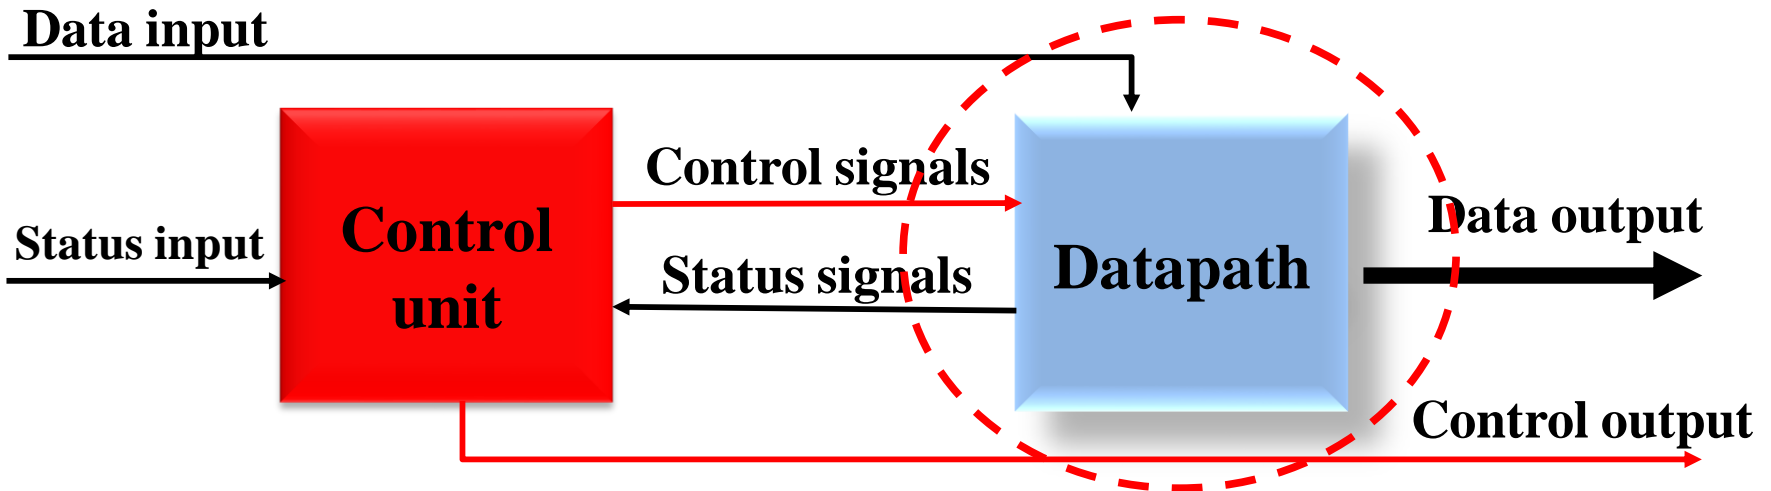 Data input
Control signals
Control
unit
Status input
Status signals
Datapath
Data output
Control output